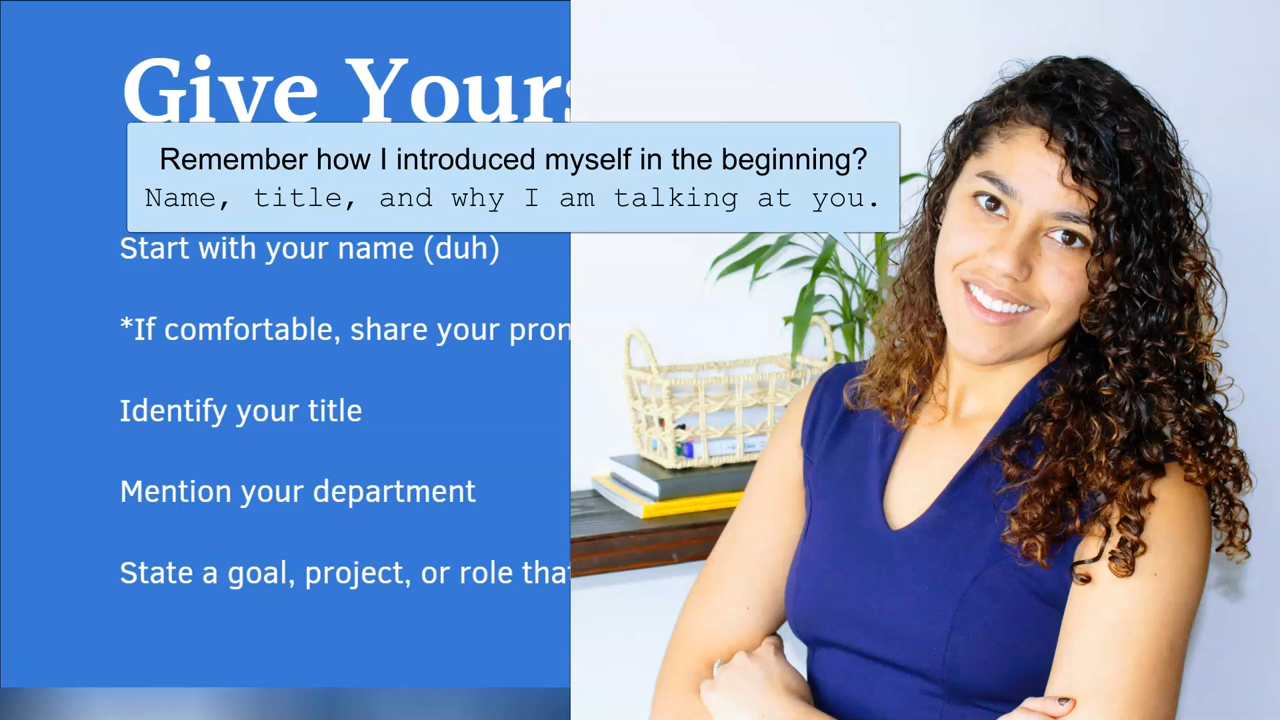 Give Yours
Remember how I introduced myself in the beginning?
Name, title, and why I am talking at you.
Start with your name (duh)
*If comfortable, share your pron
Identify your title
Mention your department
State a goal, project, or role that